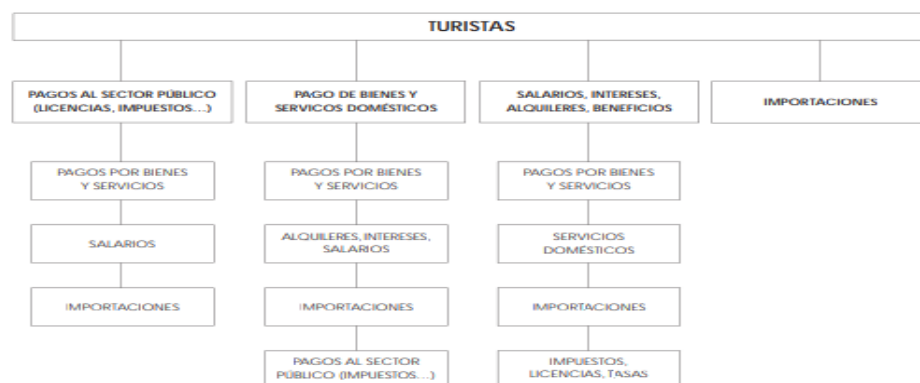 TURISTAS
PAGOS AL SECTOR PÚBLICO
(LICENCIAS, IMPUESTOS...)
PAGO DE BIENES Y
SERVICOS DOMÉSTICOS
SALARIOS, INTERESES,
ALQUILERES, BENEFICIOS
IMPORTACIONES
PAGOS POR BIENES
Y SERVICIOS
PAGOS POR BIENES
Y SERVICIOS
PAGOS POR BIENES
Y SERVICIOS
SALARIOS
ALQUILERES, INTERESES,
SALARIOS
SERVICIOS
DOMÉSTICOS
IMPORTACIONES
IMPORTACIONES
IMPORTACIONES
PAGOS AL SECTOR
PÚBLICO (IMPUESTOS...)
IMPUESTOS,
LICENCIAS, TASAS